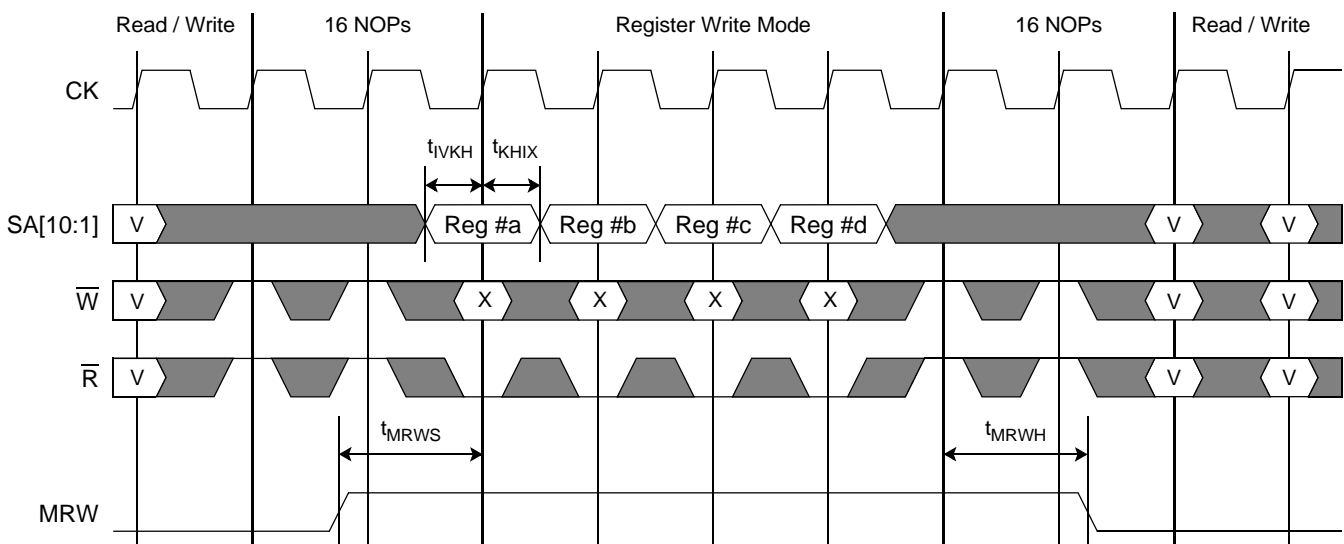 Read / Write 16 NOPs Register Write Mode 16 NOPs Read / Write
CK
tIVKH tKHIX
SA[10:1] V Reg #a Reg #b Reg #c Reg #d V V
W V X X X X V V
R V V V
tMRWS tMRWH
MRW